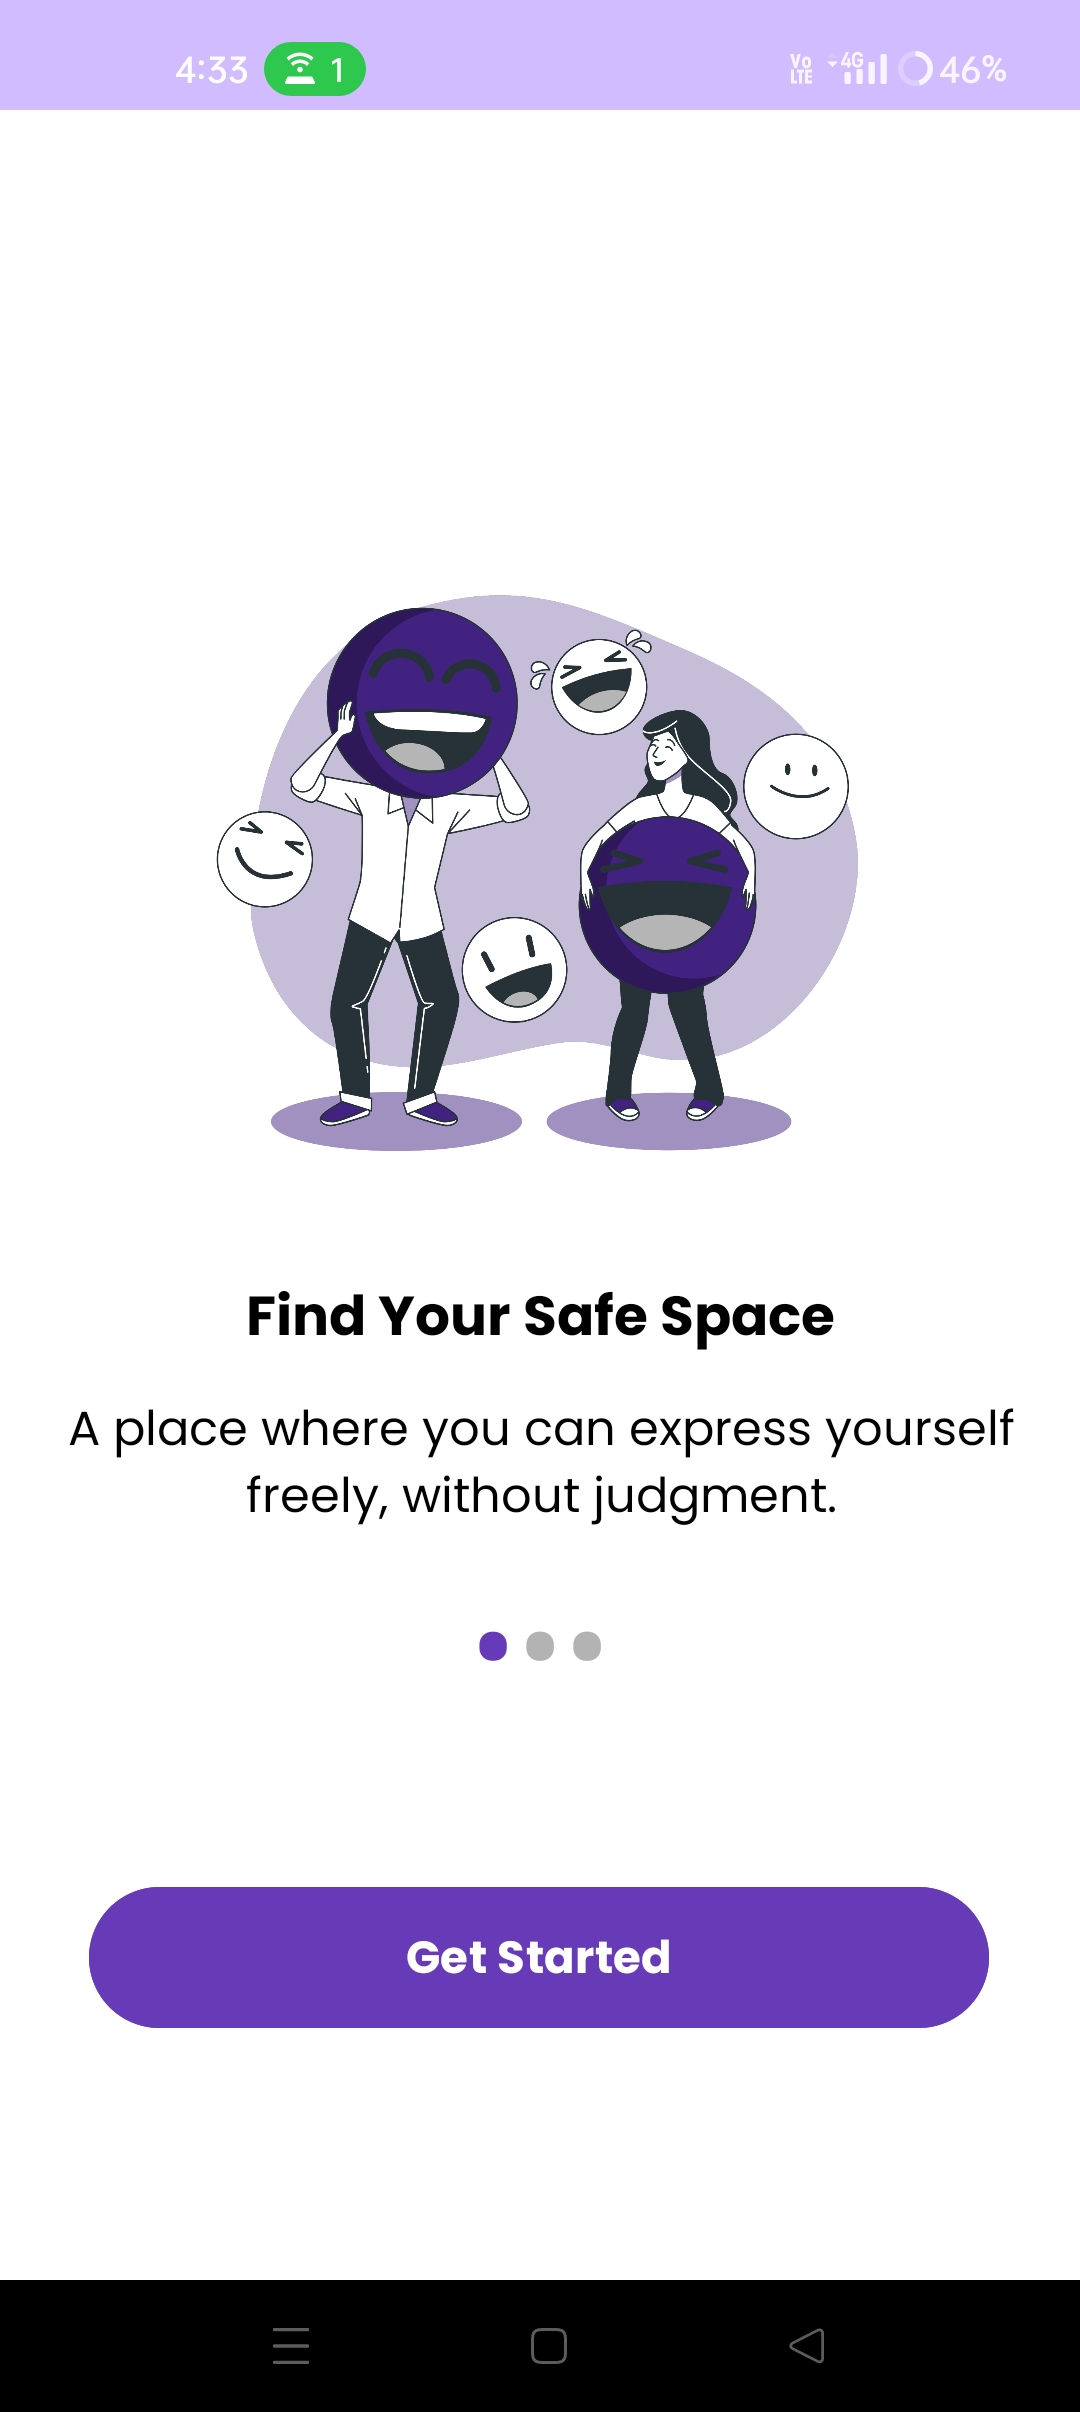 4:33 1 Vo LTE 4G 46%
Find Your Safe Space
A place where you can express yourself
freely, without judgment.
Get Started